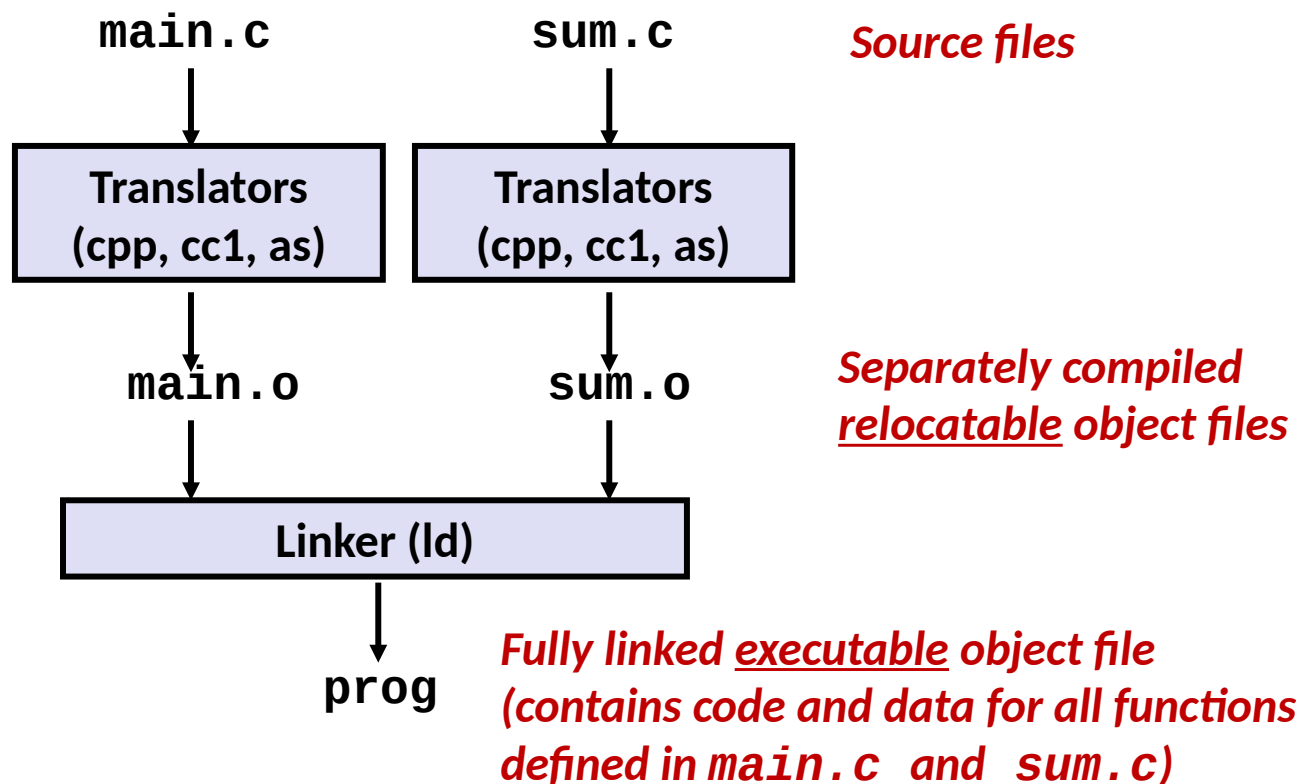 main.c
sum.c
Source files
Translators
(cpp, cc1, as)
Translators
(cpp, cc1, as)
main.o
sum.o
Separately compiled
relocatable object files
Linker (ld)
prog
Fully linked executable object file
(contains code and data for all functions
defined in main.c and sum.c)